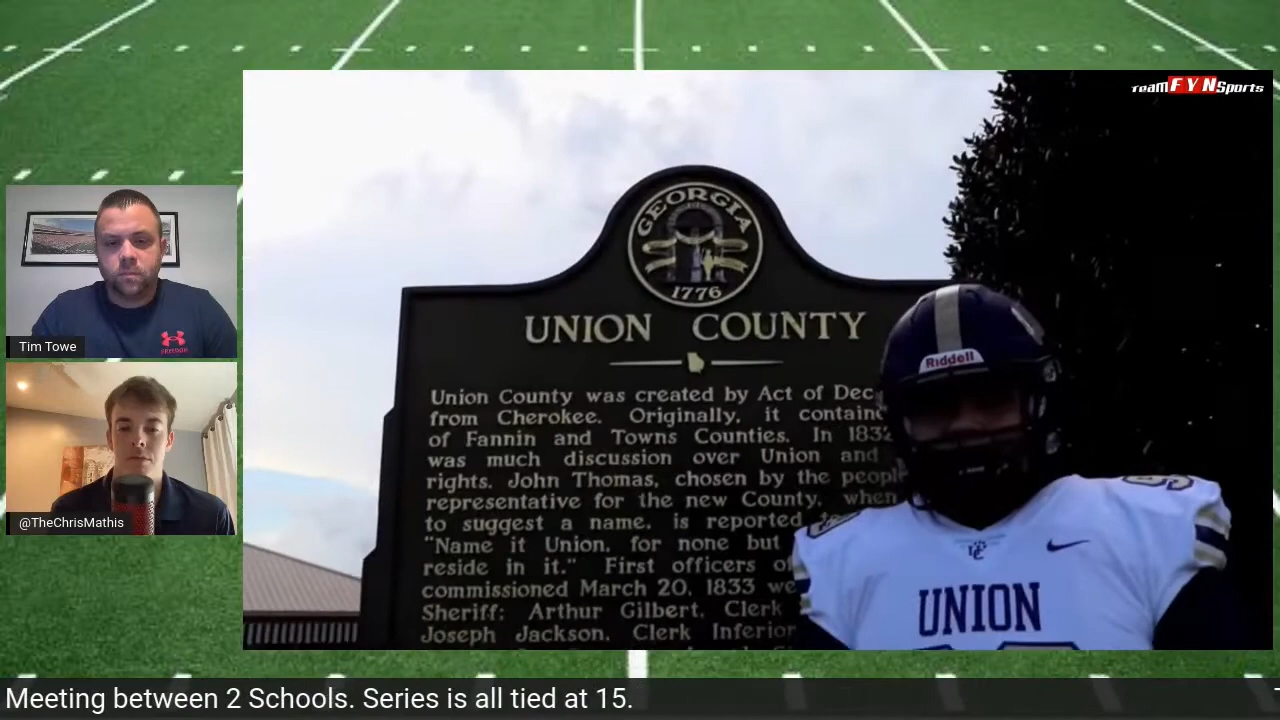 teamFYNSports
GEORGIA
1776
UNION COUNTY
Union County was created by Act of Dec.
from Cherokee. Originally, it
of Fannin and Towns Counties. In 1832
was much discussion over Union and
rights. John Thomas, chosen by the
representative for the new County, when
to suggest a name, is reported
"Name it Union, for none but
reside in it." First officers
commissioned March 20, 1833
Sheriff; Arthur Gilbert, Clerk
Joseph Jackson, Clerk Inferior
Riddell
UC
UNION
Tim Towe
FREEDOM
@TheChrisMathis
Meeting between 2 Schools. Series is all tied at 15.